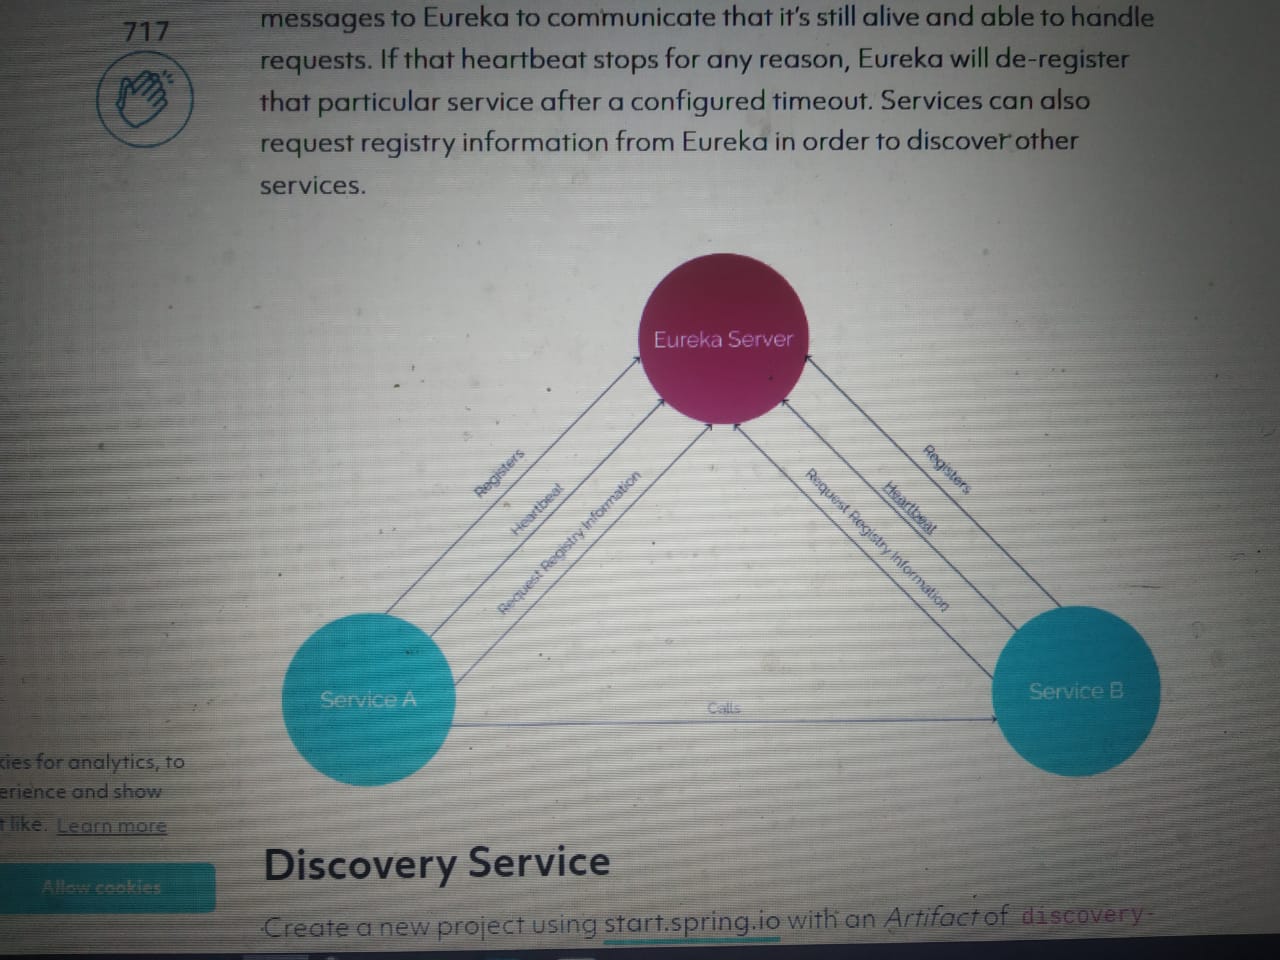 717
messages to Eureka to communicate that it's still alive and able to handle
requests. If that heartbeat stops for any reason, Eureka will de-register
that particular service after a configured timeout. Services can also
request registry information from Eureka in order to discover other
services.
Eureka Server
Registers
Heartbeat
Request Registry Information
Registers
Heartbeat
Request Registry Information
Service A
Calls
Service B
kies for analytics, to
erience and show
t like. Learn more
Allow cookies
Discovery Service
Create a new project using start.spring.io with an Artifact of discovery-